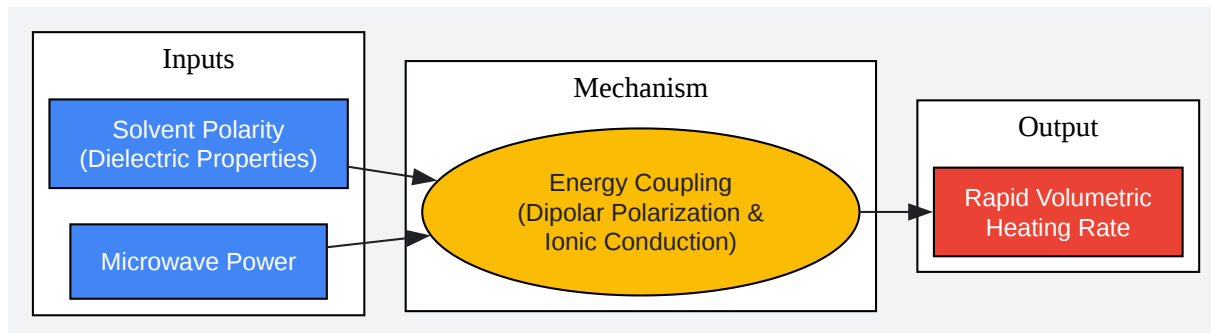 Inputs
Solvent Polarity
(Dielectric Properties)
Microwave Power
Mechanism
Energy Coupling
(Dipolar Polarization &
Ionic Conduction)
Output
Rapid Volumetric
Heating Rate